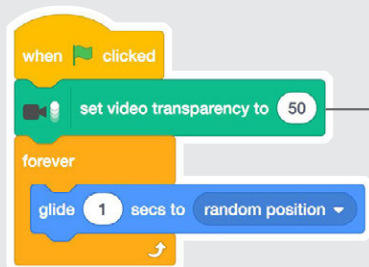 when clicked
set video transparency to 50
forever
glide 1 secs to random position